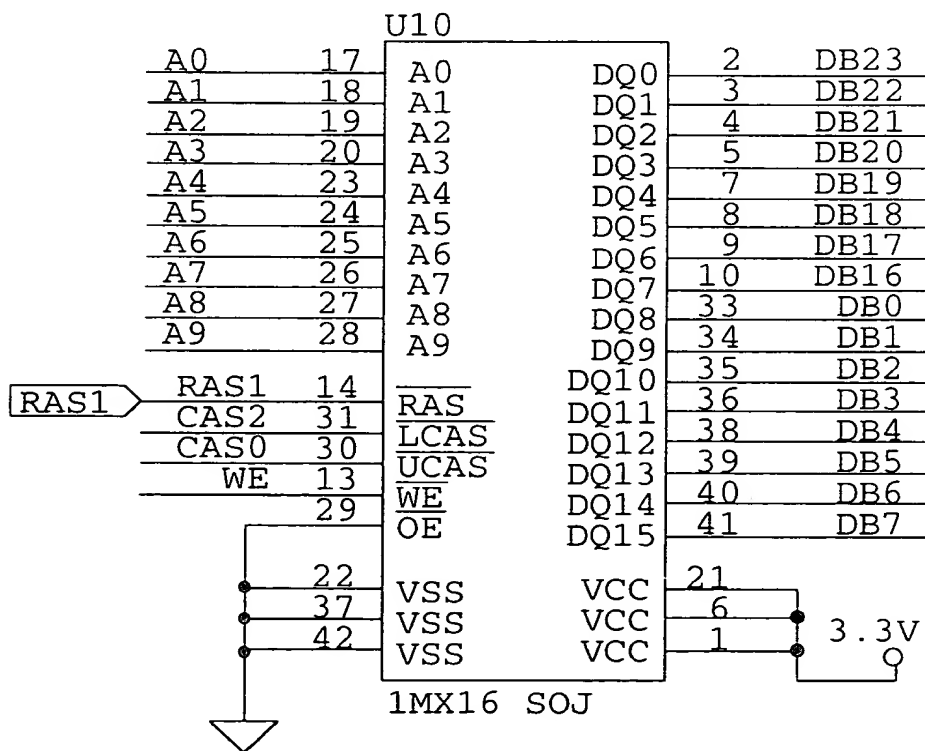 U10
A0 17 A0 DQ0 2 DB23
A1 18 A1 DQ1 3 DB22
A2 19 A2 DQ2 4 DB21
A3 20 A3 DQ3 5 DB20
A4 23 A4 DQ4 7 DB19
A5 24 A5 DQ5 8 DB18
A6 25 A6 DQ6 9 DB17
A7 26 A7 DQ7 10 DB16
A8 27 A8 DQ8 33 DB0
A9 28 A9 DQ9 34 DB1
DQ10 35 DB2
RAS1 RAS1 14 RAS DQ11 36 DB3
CAS2 31 LCAS DQ12 38 DB4
CAS0 30 UCAS DQ13 39 DB5
WE 13 WE DQ14 40 DB6
29 OE DQ15 41 DB7
22 VSS VCC 21
37 VSS VCC 6
42 VSS VCC 1 3.3V
1MX16 SOJ